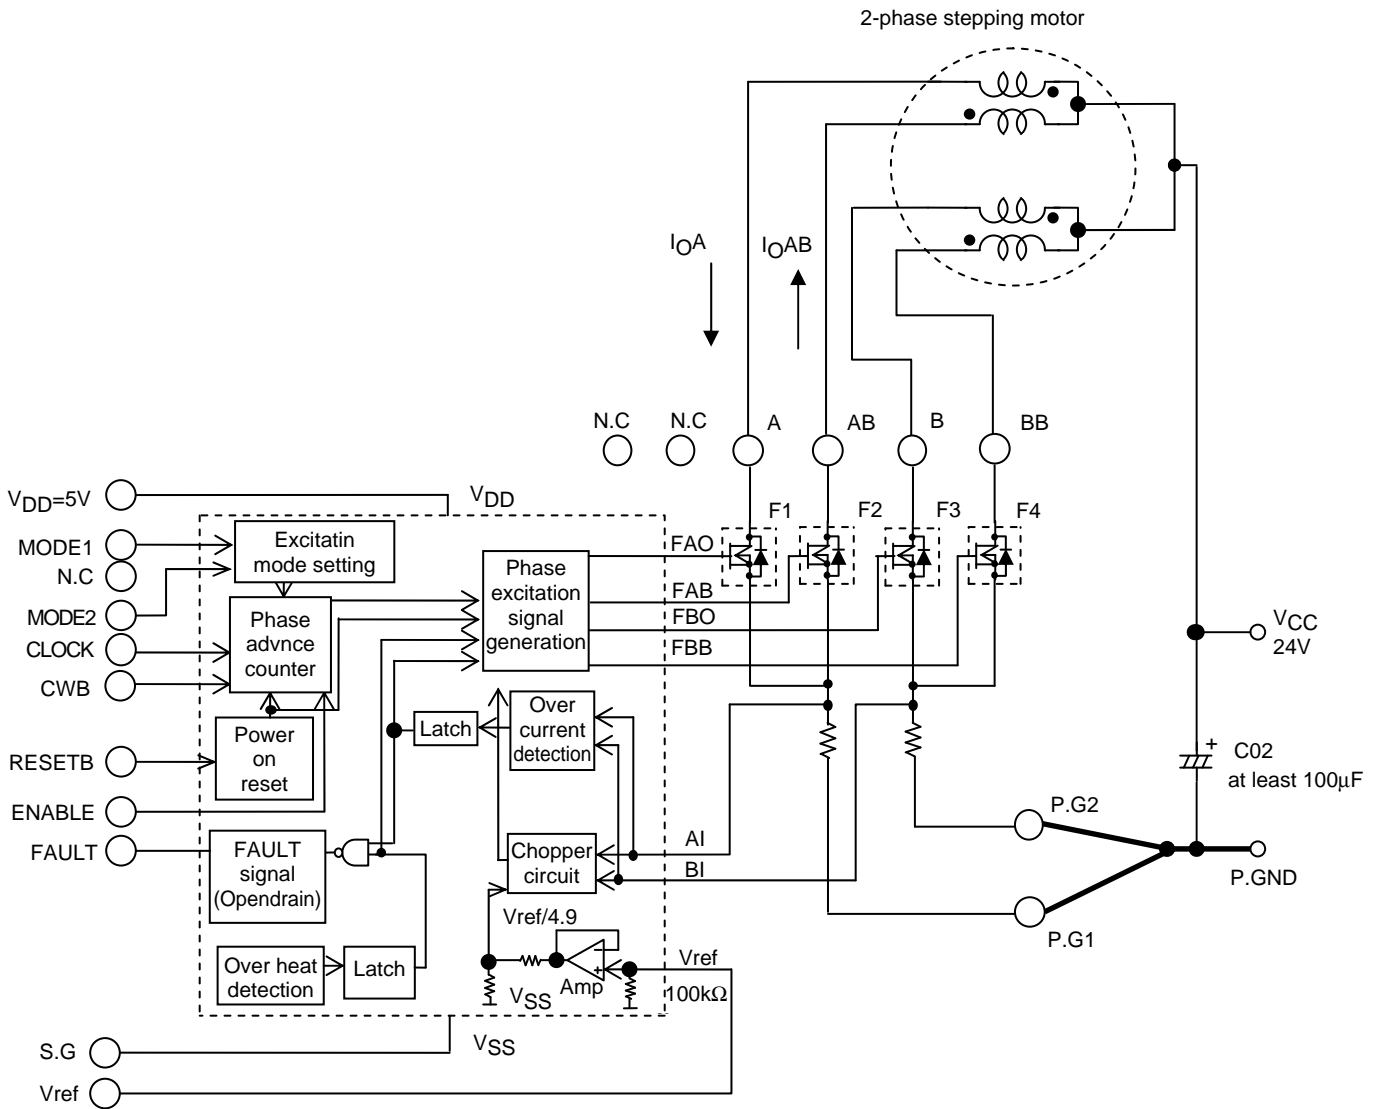 2-phase stepping motor
IOA
IOAB
N.C
N.C
A
AB
B
BB
VDD=5V
VDD
F1
F2
F3
F4
MODE1
N.C
MODE2
CLOCK
CWB
RESETB
ENABLE
FAULT
Excitatin
mode setting
Phase
advnce
counter
Power
on
reset
Phase
excitation
signal
generation
FAO
FAB
FBO
FBB
Latch
Over
current
detection
VCC
24V
+
C02
at least 100μF
FAULT
signal
(Opendrain)
Chopper
circuit
AI
BI
P.G2
P.GND
P.G1
Vref/4.9
Over heat
detection
Latch
VSS
Amp
-
+
Vref
100kΩ
S.G
VSS
Vref